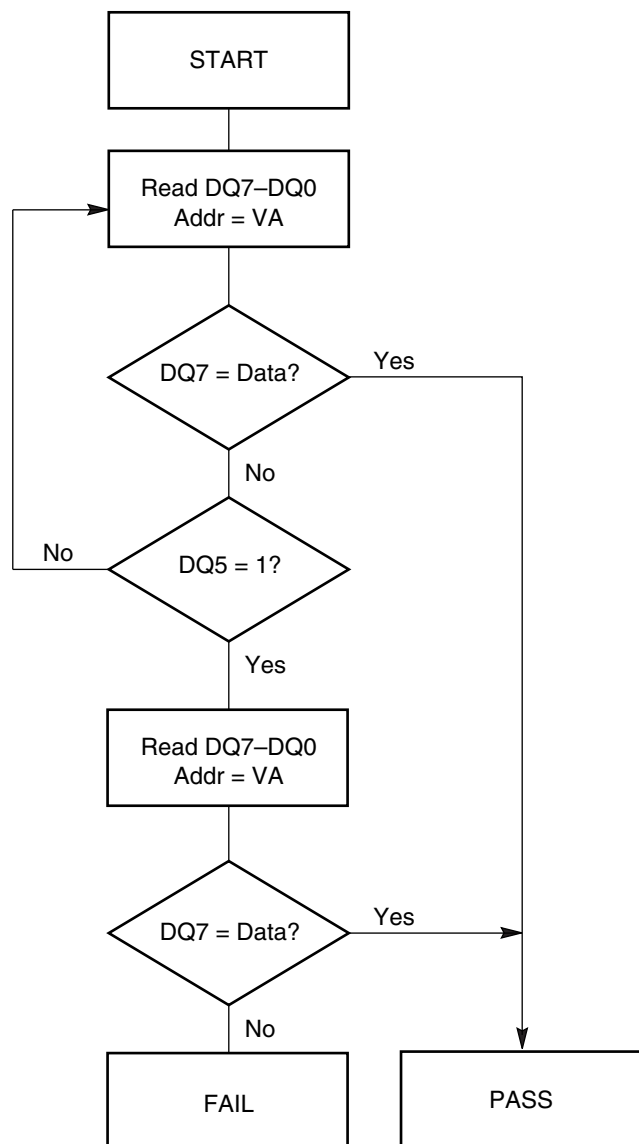 START
Read DQ7–DQ0
Addr = VA
DQ7 = Data?
Yes
No
DQ5 = 1?
No
Yes
Read DQ7–DQ0
Addr = VA
DQ7 = Data?
Yes
No
FAIL
PASS